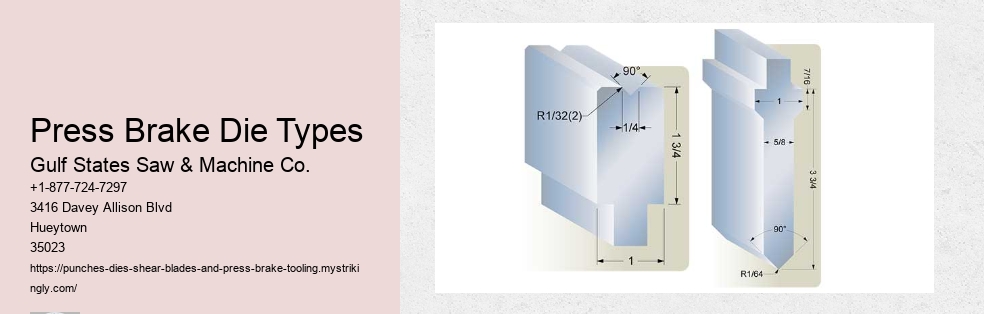 Press Brake Die Types
Gulf States Saw & Machine Co.
+1-877-724-7297
3416 Davey Allison Blvd
Hueytown
35023
https://punches-dies-shear-blades-and-press-brake-tooling.mystriki
ngly.com/
90°
R1/32(2)
1/4
1 3/4
1
7/16
1
5/8
3 3/4
90°
R1/64